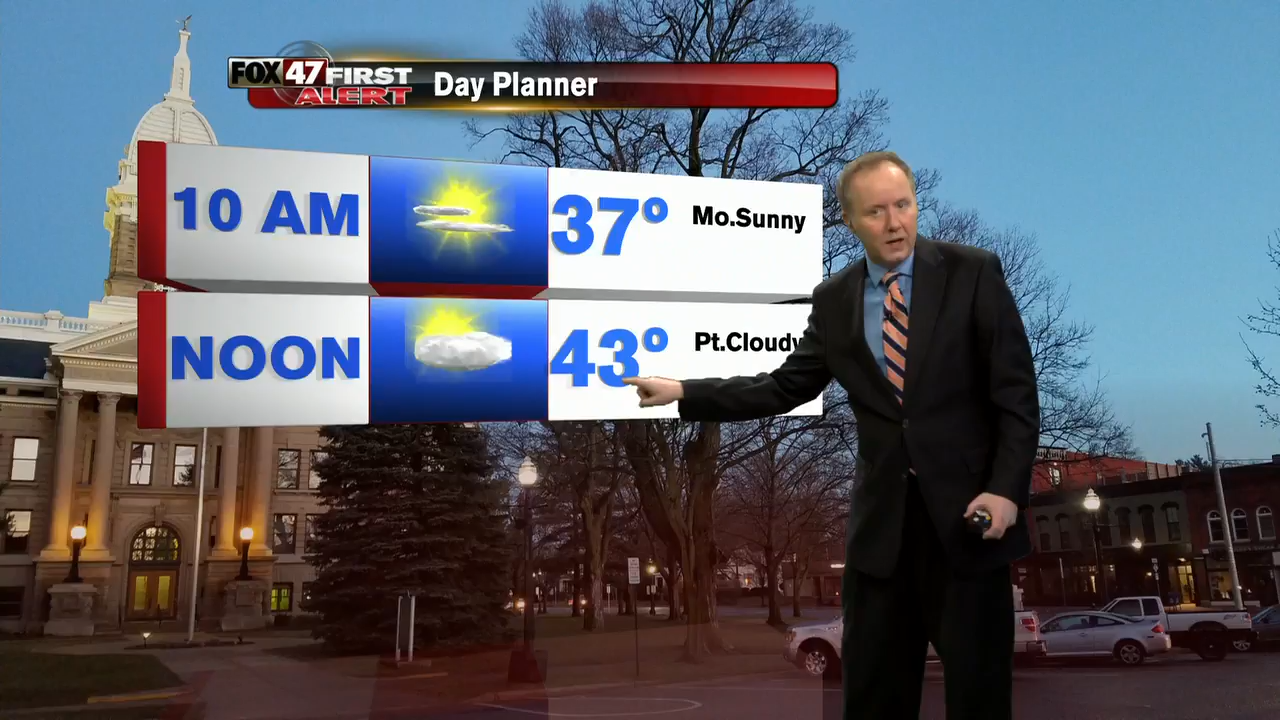 FOX 47 FIRST
ALERT
Day Planner
10 AM 37° Mo.Sunny
NOON 43° Pt.Cloudy